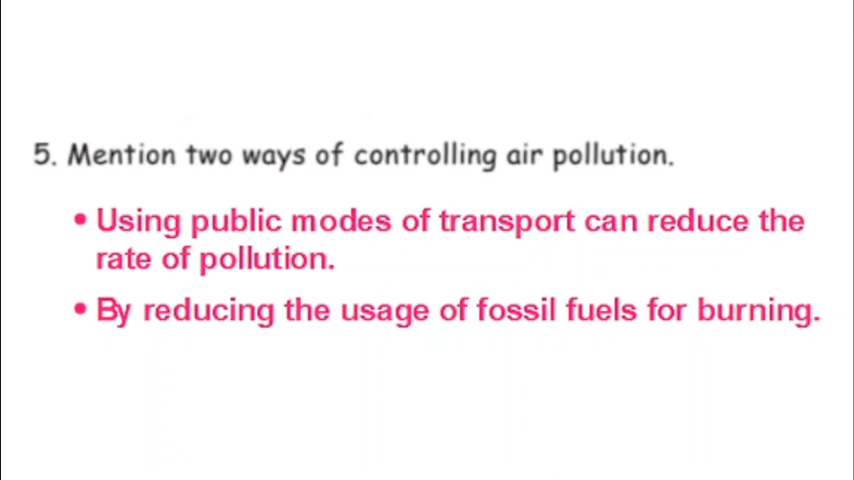 5. Mention two ways of controlling air pollution.
• Using public modes of transport can reduce the
rate of pollution.
• By reducing the usage of fossil fuels for burning.